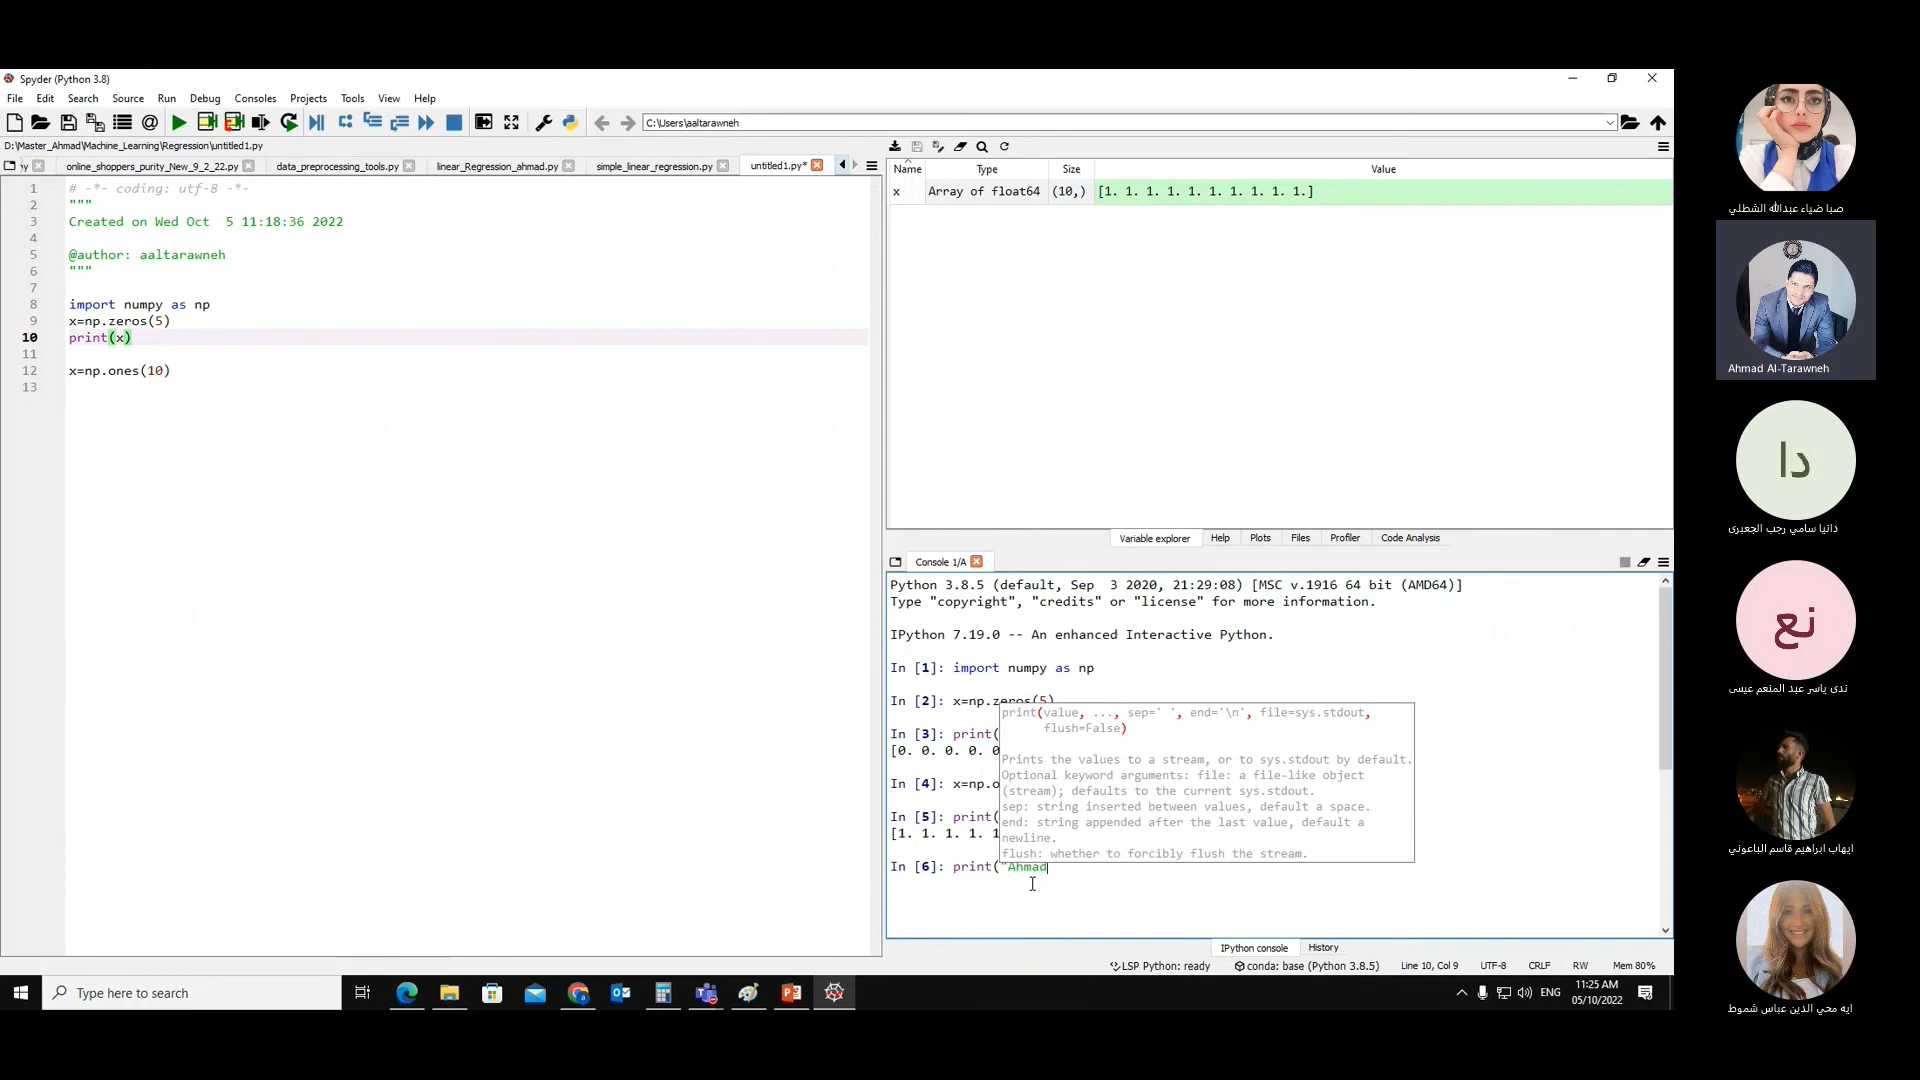 Spyder (Python 3.8)
File Edit Search Source Run Debug Consoles Projects Tools View Help
C:\Users\aaltarawneh
D:\Master_Ahmad\Machine_Learning\Regression\untitled1.py
online_shoppers_purity_New_9_2_22.py data_preprocessing_tools.py linear_Regression_ahmad.py simple_linear_regression.py untitled1.py*
1 # -*- coding: utf-8 -*-
2 """
3 Created on Wed Oct  5 11:18:36 2022
4
5 @author: aaltarawneh
6 """
7
8 import numpy as np
9 x=np.zeros(5)
10 print(x)
11
12 x=np.ones(10)
13
Name Type Size Value
x Array of float64 (10,) [1. 1. 1. 1. 1. 1. 1. 1. 1. 1.]
Variable explorer Help Plots Files Profiler Code Analysis
Console 1/A
Python 3.8.5 (default, Sep  3 2020, 21:29:08) [MSC v.1916 64 bit (AMD64)]
Type "copyright", "credits" or "license" for more information.
IPython 7.19.0 -- An enhanced Interactive Python.
In [1]: import numpy as np
In [2]: x=np.zeros(5)
In [3]: print(
[0. 0. 0. 0. 0
In [4]: x=np.o
In [5]: print(
[1. 1. 1. 1. 1
In [6]: print("Ahmad
print(value, ..., sep=' ', end='\n', file=sys.stdout,
flush=False)
Prints the values to a stream, or to sys.stdout by default.
Optional keyword arguments: file: a file-like object
(stream); defaults to the current sys.stdout.
sep: string inserted between values, default a space.
end: string appended after the last value, default a
newline.
flush: whether to forcibly flush the stream.
IPython console History
LSP Python: ready conda: base (Python 3.8.5) Line 10, Col 9 UTF-8 CRLF RW Mem 80%
Type here to search
ENG
11:25 AM
05/10/2022
صبا ضياء عبدالله الشطلي
Ahmad Al-Tarawneh
دا
دانيا سامي رجب الجعبرى
نع
ندى ياسر عبد المنعم عيسى
ايهاب ابراهيم قاسم الباعوني
ايه محي الدين عباس شموط